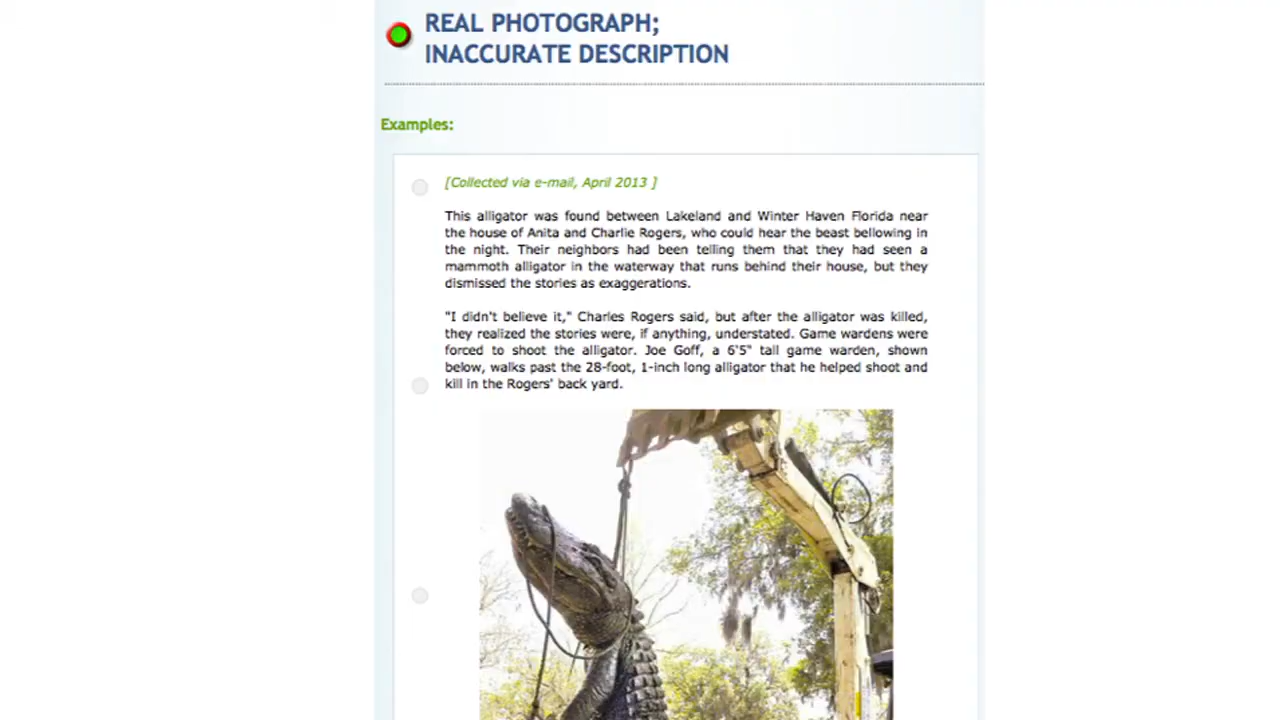 REAL PHOTOGRAPH;
INACCURATE DESCRIPTION
Examples:
[Collected via e-mail, April 2013 ]
This alligator was found between Lakeland and Winter Haven Florida near
the house of Anita and Charlie Rogers, who could hear the beast bellowing in
the night. Their neighbors had been telling them that they had seen a
mammoth alligator in the waterway that runs behind their house, but they
dismissed the stories as exaggerations.
"I didn't believe it," Charles Rogers said, but after the alligator was killed,
they realized the stories were, if anything, understated. Game wardens were
forced to shoot the alligator. Joe Goff, a 6'5" tall game warden, shown
below, walks past the 28-foot, 1-inch long alligator that he helped shoot and
kill in the Rogers' back yard.